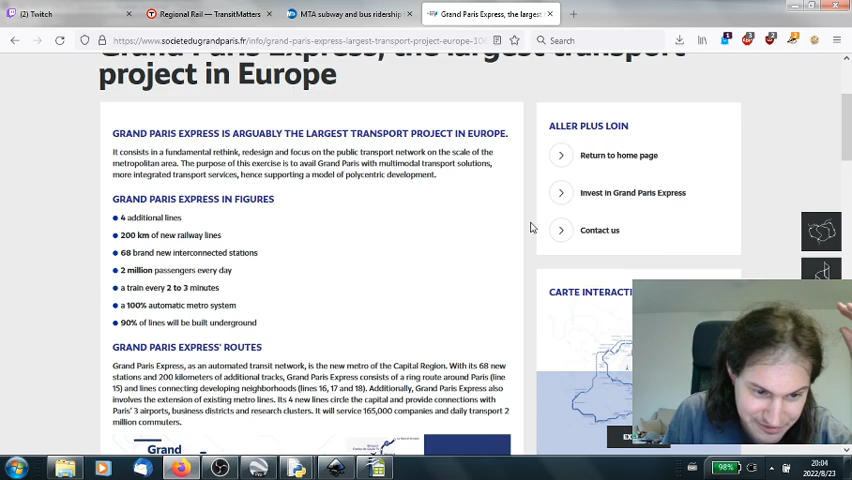 (2) Twitch
Regional Rail — TransitMatters
MTA subway and bus ridership
Grand Paris Express, the largest
https://www.societedugrandparis.fr/info/grand-paris-express-largest-transport-project-europe-106
Search
Grand Paris Express, the largest transport
project in Europe
GRAND PARIS EXPRESS IS ARGUABLY THE LARGEST TRANSPORT PROJECT IN EUROPE.
It consists in a fundamental rethink, redesign and focus on the public transport network on the scale of the
metropolitan area. The purpose of this exercise is to avail Grand Paris with multimodal transport solutions,
more integrated transport services, hence supporting a model of polycentric development.
GRAND PARIS EXPRESS IN FIGURES
4 additional lines
200 km of new railway lines
68 brand new interconnected stations
2 million passengers every day
a train every 2 to 3 minutes
a 100% automatic metro system
90% of lines will be built underground
GRAND PARIS EXPRESS' ROUTES
Grand Paris Express, as an automated transit network, is the new metro of the Capital Region. With its 68 new
stations and 200 kilometers of additional tracks, Grand Paris Express consists of a ring route around Paris (line
15) and lines connecting developing neighborhoods (lines 16, 17 and 18). Additionally, Grand Paris Express also
involves the extension of existing metro lines. Its 4 new lines circle the capital and provide connections with
Paris' 3 airports, business districts and research clusters. It will service 165,000 companies and daily transport 2
million commuters.
Grand
ALLER PLUS LOIN
Return to home page
Invest in Grand Paris Express
Contact us
CARTE INTERACTI
98%
20:04
2022/8/23